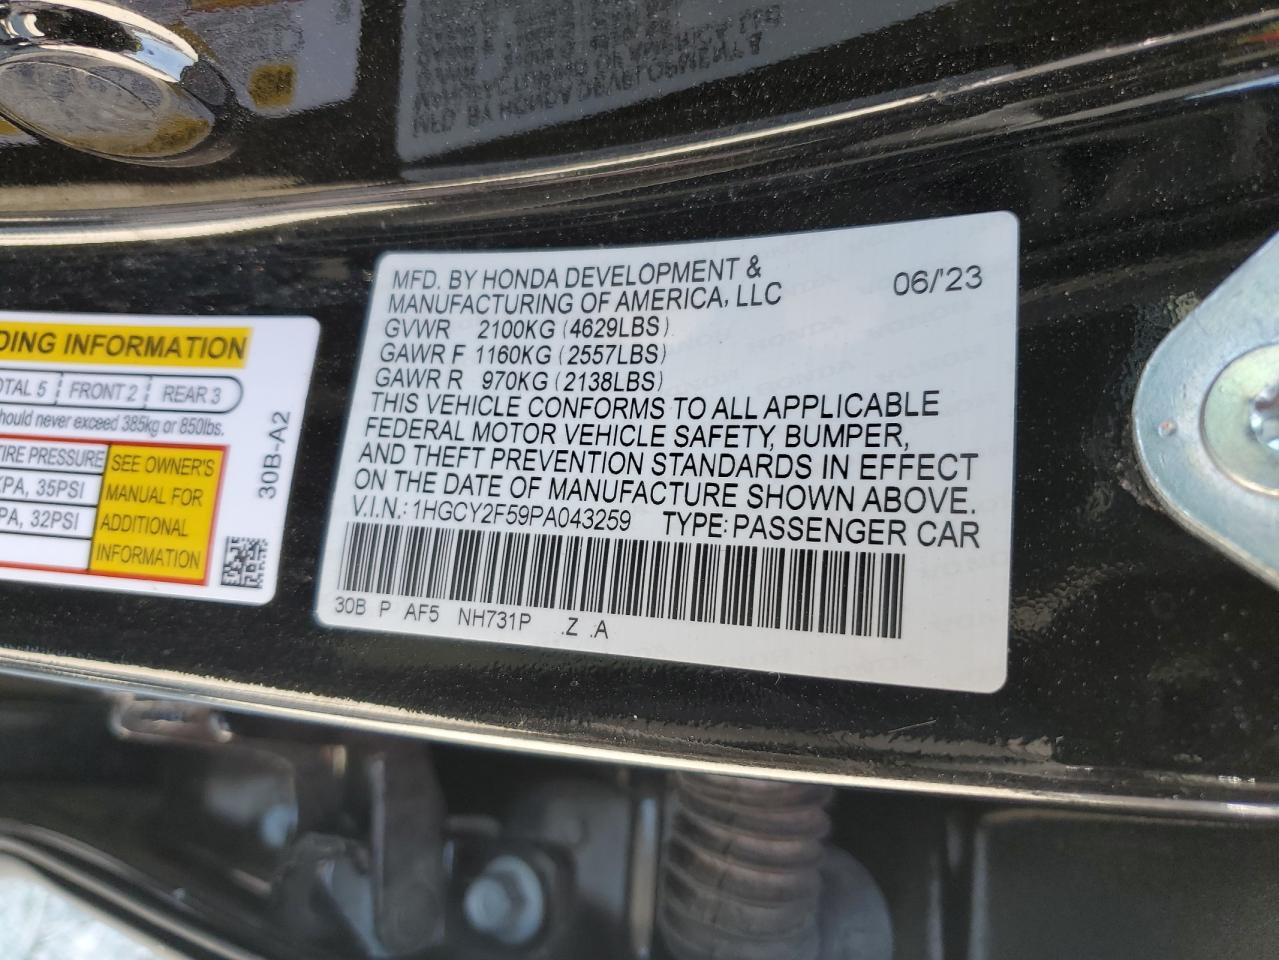 MFD. BY HONDA DEVELOPMENT &
MANUFACTURING OF AMERICA, LLC
06/'23
GVWR 2100KG (4629LBS)
GAWR F 1160KG (2557LBS)
GAWR R 970KG (2138LBS)
THIS VEHICLE CONFORMS TO ALL APPLICABLE
FEDERAL MOTOR VEHICLE SAFETY, BUMPER,
AND THEFT PREVENTION STANDARDS IN EFFECT
ON THE DATE OF MANUFACTURE SHOWN ABOVE.
V.I.N.: 1HGCY2F59PA043259 TYPE: PASSENGER CAR
30B P AF5 NH731P .Z .A
DING INFORMATION
OTAL 5 FRONT 2 REAR 3
hould never exceed 385kg or 850lbs.
TIRE PRESSURE
KPA, 35PSI
PA, 32PSI
SEE OWNER'S
MANUAL FOR
ADDITIONAL
INFORMATION
30B-A2